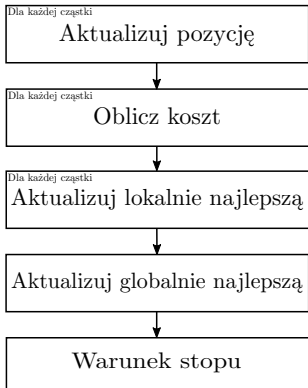 Dla każdej cząstki
Aktualizuj pozycję
Dla każdej cząstki
Oblicz koszt
Dla każdej cząstki
Aktualizuj lokalnie najlepszą
Aktualizuj globalnie najlepszą
Warunek stopu